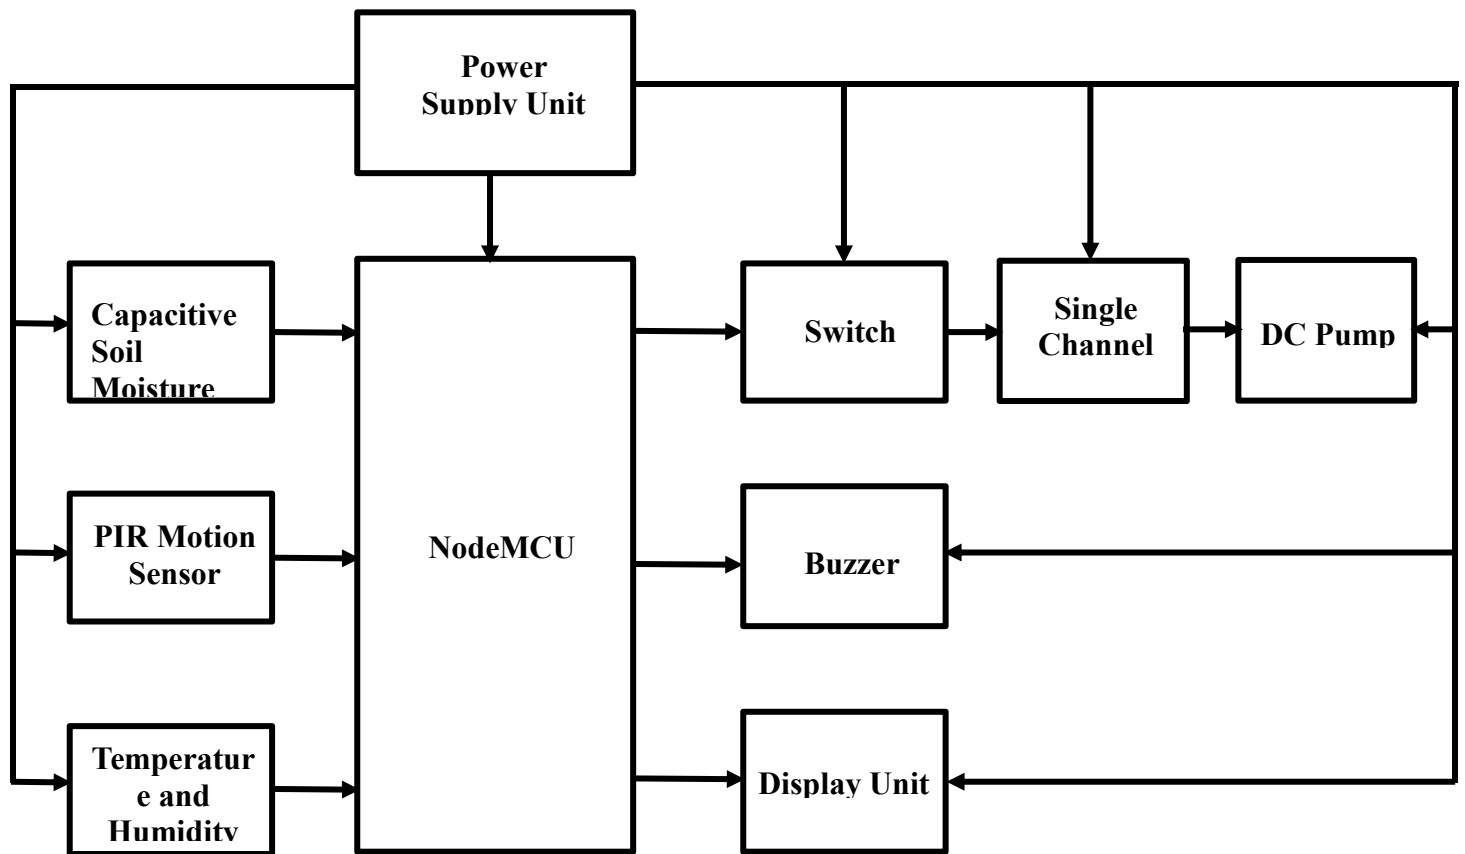 Power
Supply Unit
Capacitive
Soil
Moisture
Switch
Single
Channel
DC Pump
PIR Motion
Sensor
NodeMCU
Buzzer
Temperatur
e and
Humidity
Display Unit